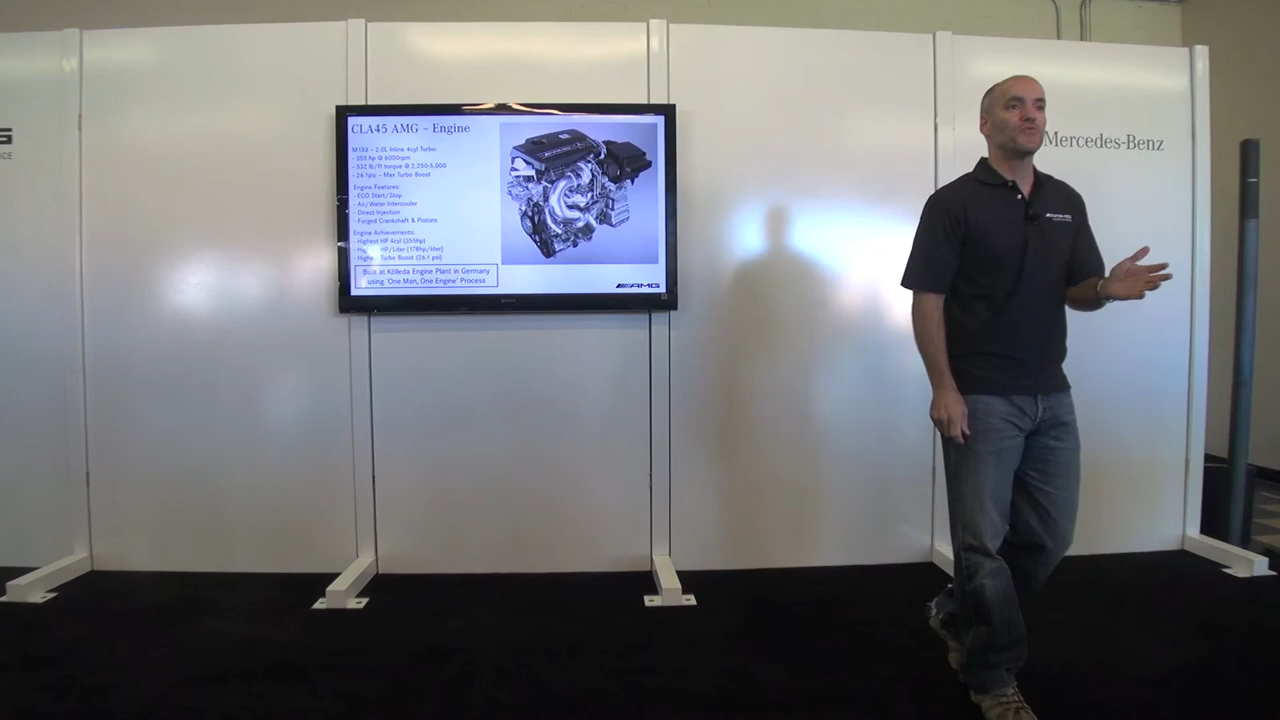 CLA45 AMG – Engine
M133 – 2.0L Inline 4cyl Turbo:
- 355 hp @ 6000rpm
- 332 lb/ft torque @ 2,250-5,000
- 26.1psi – Max Turbo Boost
Engine Features:
- ECO Start/Stop
- Air/Water Intercooler
- Direct Injection
- Forged Crankshaft & Pistons
Engine Achievements:
- Highest HP 4cyl (355hp)
- Highest HP/Liter (178hp/liter)
- Highest Turbo Boost (26.1 psi)
Built at Kölleda Engine Plant in Germany
using 'One Man, One Engine' Process
AMG
SONY
Mercedes-Benz